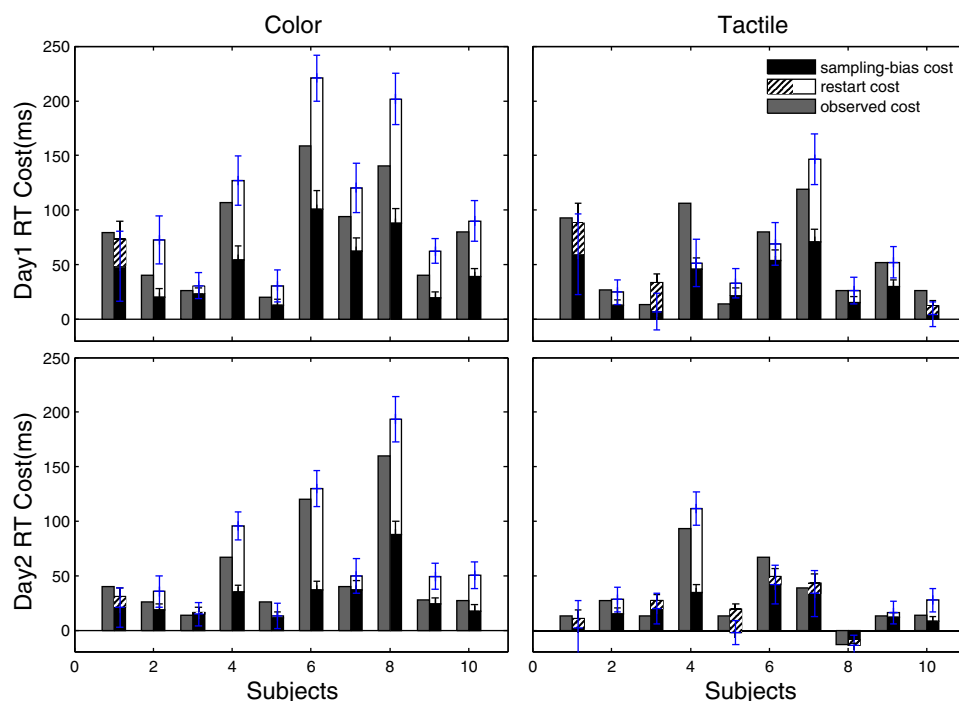 Color
Tactile
250
200
150
100
50
0
Day1 RT Cost(ms)
sampling-bias cost
restart cost
observed cost
250
200
150
100
50
0
Day2 RT Cost(ms)
0 2 4 6 8 10
0 2 4 6 8 10
Subjects
Subjects